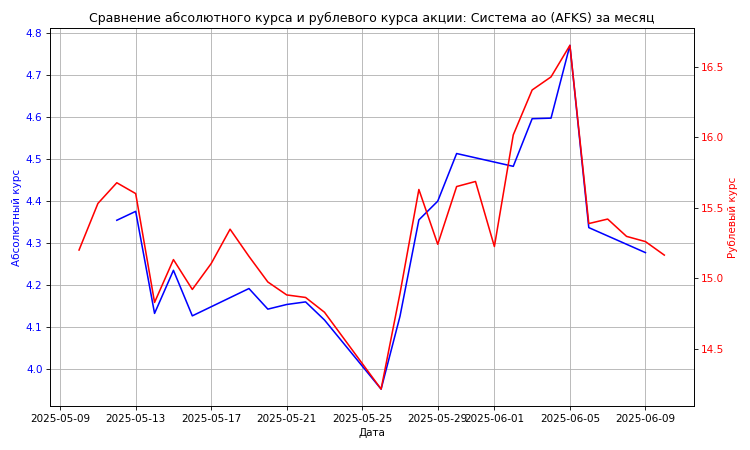 Сравнение абсолютного курса и рублевого курса акции: Система ао (AFKS) за месяц
4.8
4.7
4.6
4.5
4.4
4.3
4.2
4.1
4.0
Абсолютный курс
16.5
16.0
15.5
15.0
14.5
Рублевый курс
2025-05-09 2025-05-13 2025-05-17 2025-05-21 2025-05-25 2025-05-29 2025-06-01 2025-06-05 2025-06-09
Дата